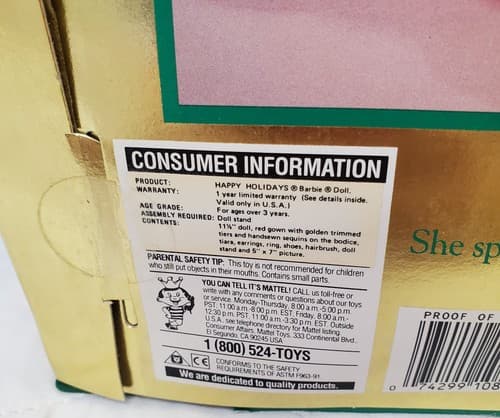 CONSUMER INFORMATION
PRODUCT: HAPPY HOLIDAYS ® Barbie ® Doll.
WARRANTY: 1 year limited warranty (See details inside.
Valid only in U.S.A.)
AGE GRADE: For ages over 3 years.
ASSEMBLY REQUIRED: Doll stand
CONTENTS: 11½" doll, red gown with golden trimmed
tiers and handsewn sequins on the bodice,
tiara, earrings, ring, shoes, hairbrush, doll
stand and 5" x 7" picture.
PARENTAL SAFETY TIP: This toy is not recommended for children
who still put objects in their mouths. Contains small parts.
YOU CAN TELL IT'S MATTEL! CALL us toll-free or
write with any comments or questions about our toys
or service. Monday-Thursday, 8:00 a.m.-5:00 p.m.
PST; 11:00 a.m.-8:00 p.m. EST. Friday, 8:00 a.m.-
12:30 p.m. PST; 11:00 a.m.-3:30 p.m. EST. Outside
U.S.A., see telephone directory for Mattel listing.
Consumer Affairs, Mattel Toys, 333 Continental Blvd.,
El Segundo, CA 90245 USA
1 (800) 524-TOYS
CE CONFORMS TO THE SAFETY
REQUIREMENTS OF ASTM F963-91
We are dedicated to quality products.
She sp
PROOF OF
0 74299 108